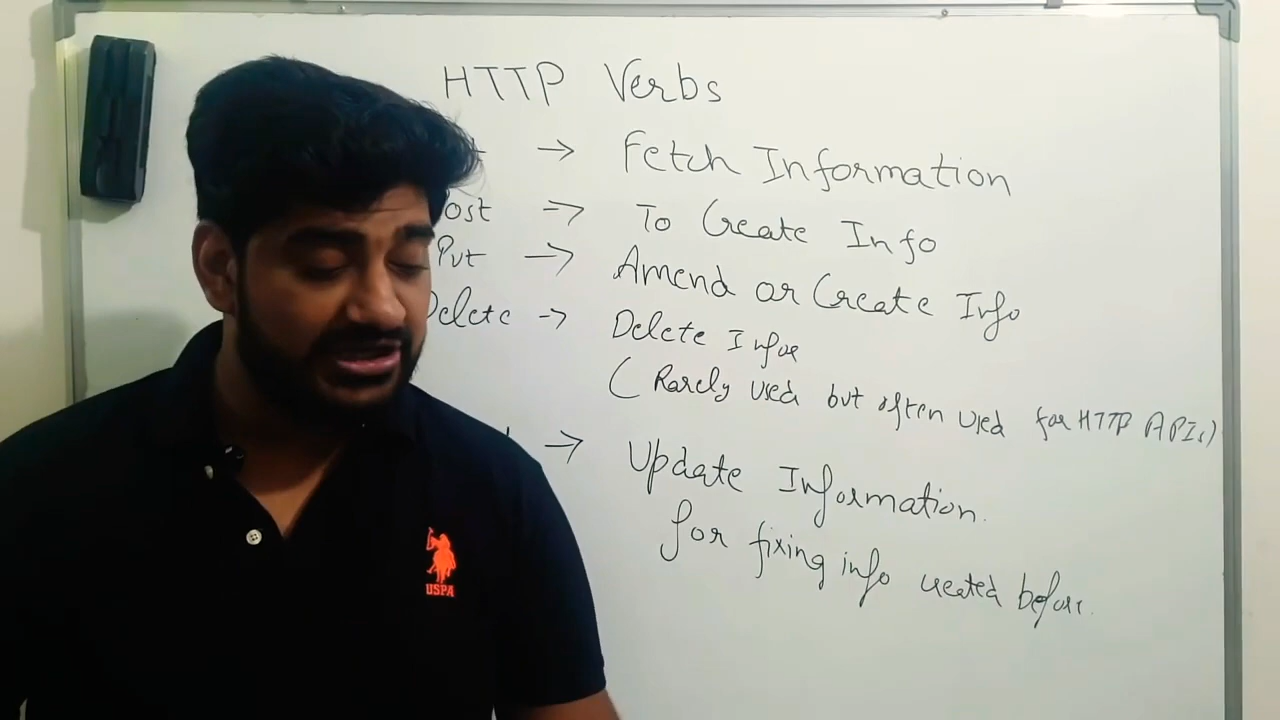 HTTP Verbs
→ Fetch Information
Post → To Create Info
Put → Amend or Create Info
Delete → Delete Info
(Rarely used but often used for HTTP APIs)
→ Update Information.
for fixing info created before.
USPA